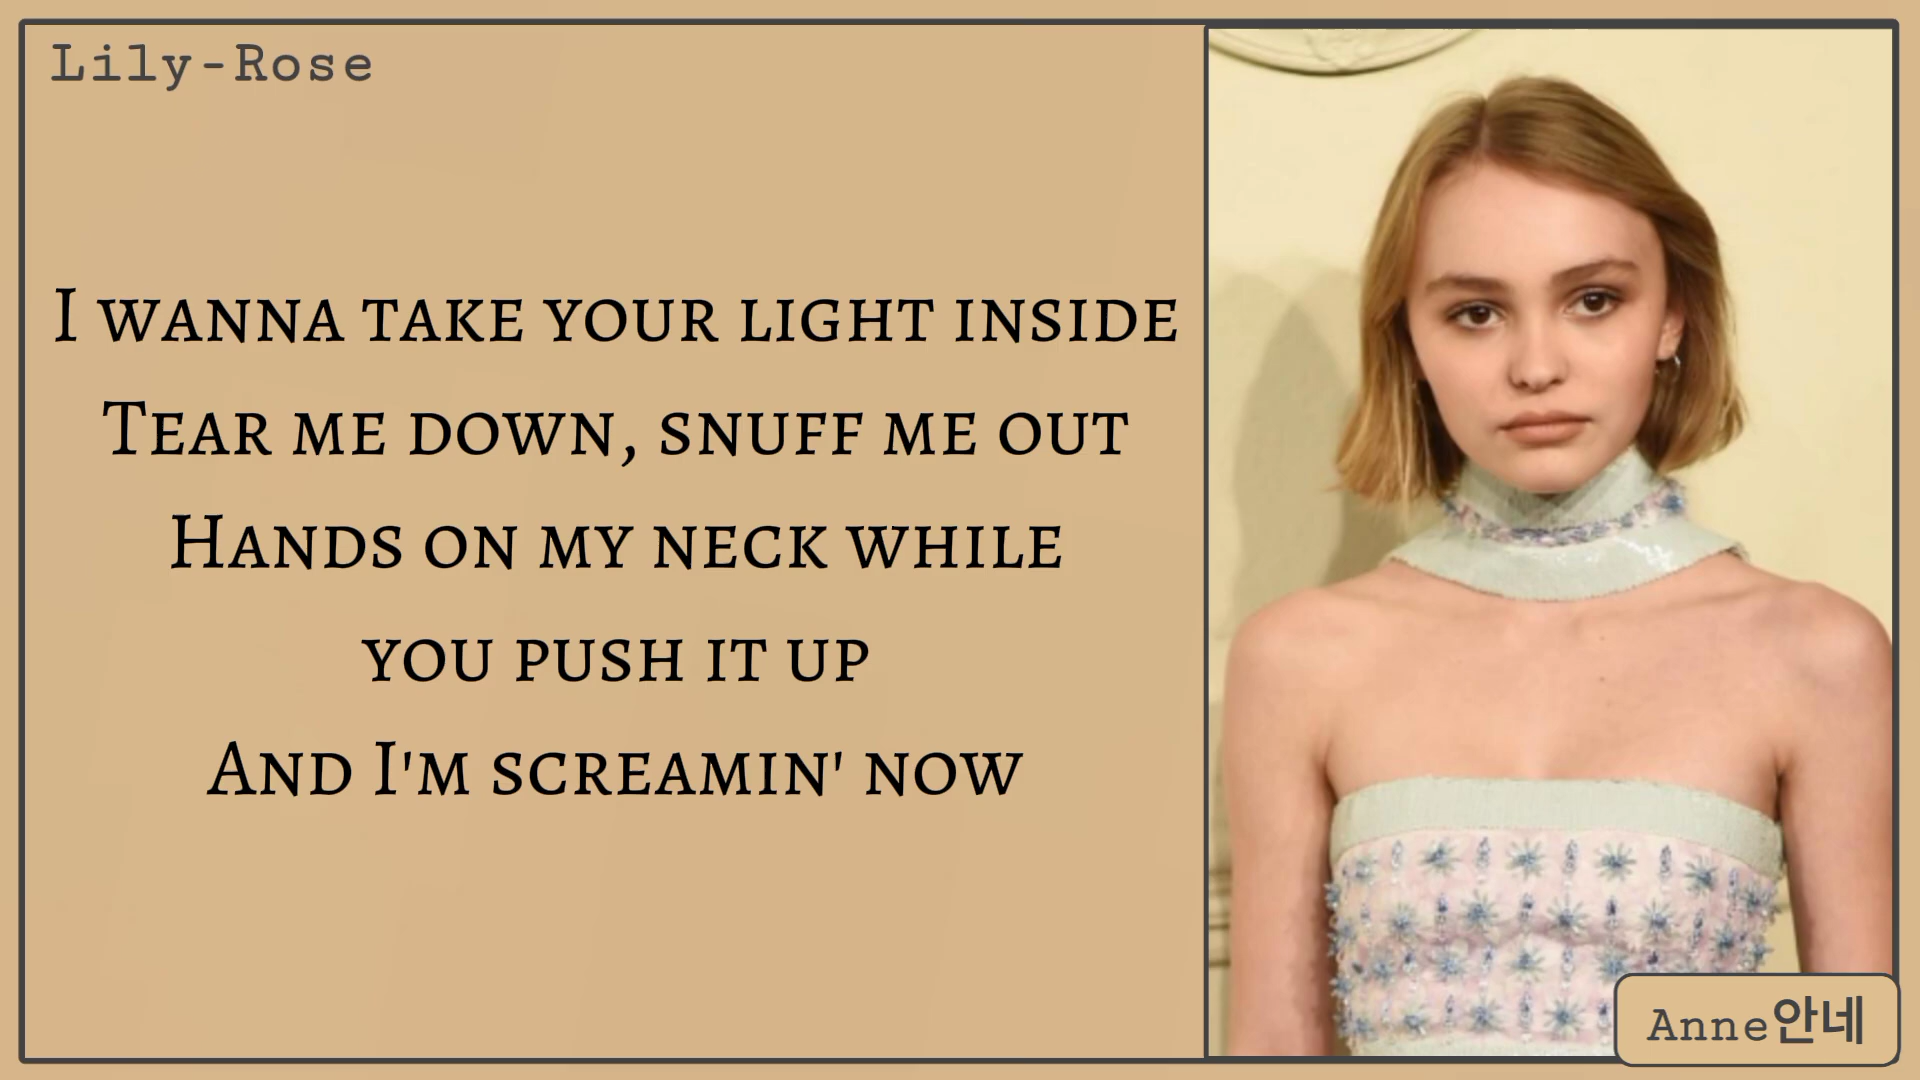 Lily-Rose
I wanna take your light inside
Tear me down, snuff me out
Hands on my neck while
you push it up
And I'm screamin' now
Anne안네